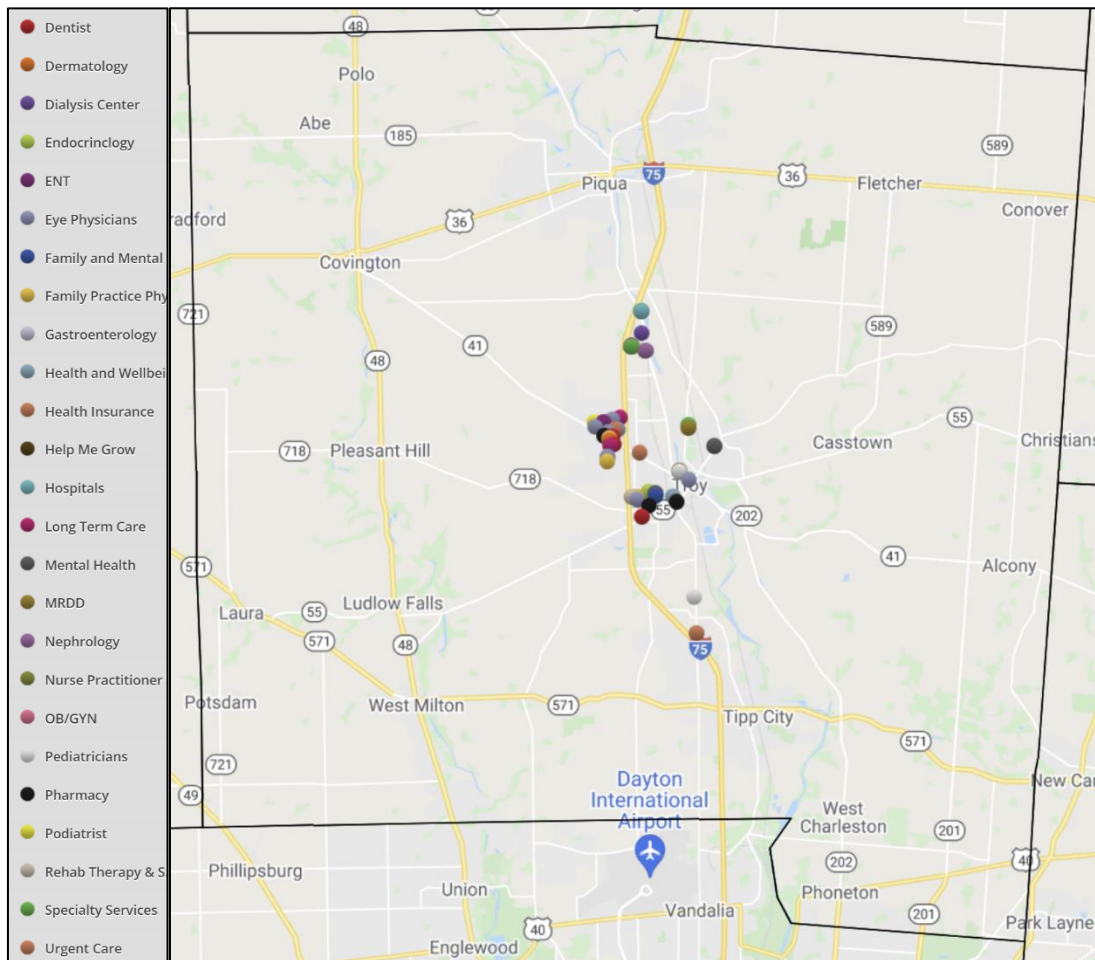 Dentist
Dermatology
Dialysis Center
Endocrinclogy
ENT
Eye Physicians
Family and Mental
Family Practice Phy
Gastroenterology
Health and Wellbei
Health Insurance
Help Me Grow
Hospitals
Long Term Care
Mental Health
MRDD
Nephrology
Nurse Practitioner
OB/GYN
Pediatricians
Pharmacy
Podiatrist
Rehab Therapy & S
Specialty Services
Urgent Care
48
Polo
Abe
185
589
75
36
Piqua
Fletcher
Conover
radford
36
Covington
721
589
41
48
55
Casstown
Christians
718
Pleasant Hill
718
Troy
55
202
41
Alcony
571
Laura
55
Ludlow Falls
571
48
75
Potsdam
West Milton
571
Tipp City
571
721
New Car
49
Dayton
International
Airport
West
Charleston
201
202
40
Phillipsburg
Union
Phoneton
Vandalia
201
Park Layne
40
Englewood